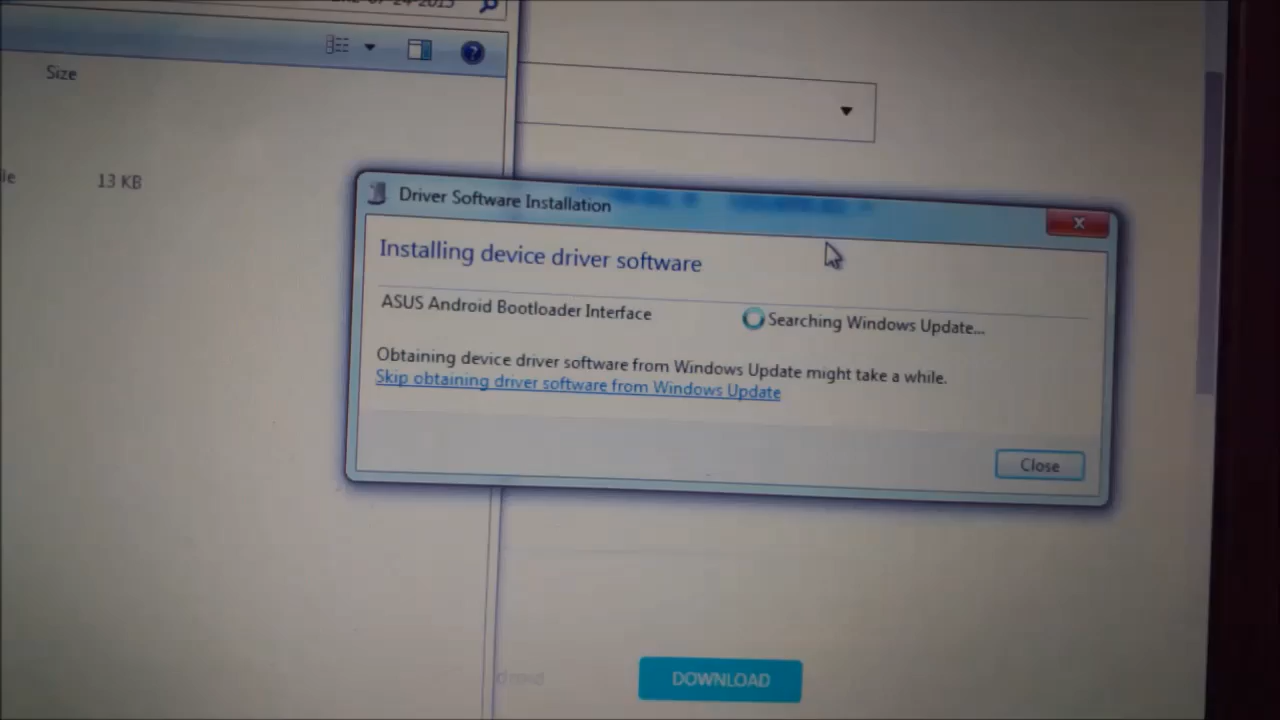 Size
13 KB
Driver Software Installation
Installing device driver software
ASUS Android Bootloader Interface
Searching Windows Update...
Obtaining device driver software from Windows Update might take a while.
Skip obtaining driver software from Windows Update
Close
DOWNLOAD